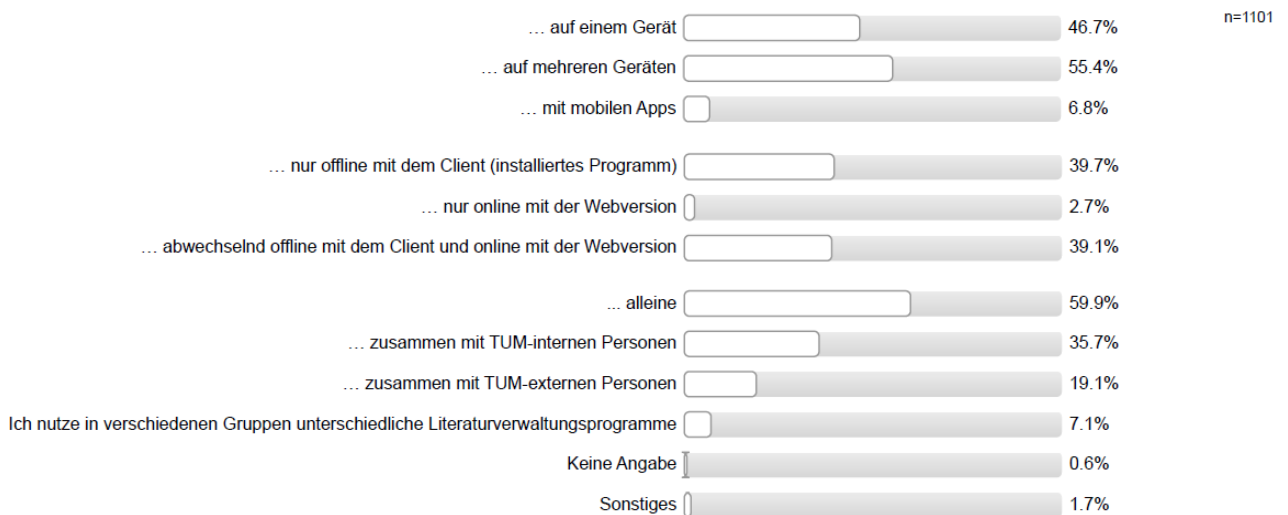 n=1101
… auf einem Gerät 46.7%
… auf mehreren Geräten 55.4%
… mit mobilen Apps 6.8%
… nur offline mit dem Client (installiertes Programm) 39.7%
… nur online mit der Webversion 2.7%
… abwechselnd offline mit dem Client und online mit der Webversion 39.1%
... alleine 59.9%
… zusammen mit TUM-internen Personen 35.7%
… zusammen mit TUM-externen Personen 19.1%
Ich nutze in verschiedenen Gruppen unterschiedliche Literaturverwaltungsprogramme 7.1%
Keine Angabe 0.6%
Sonstiges 1.7%